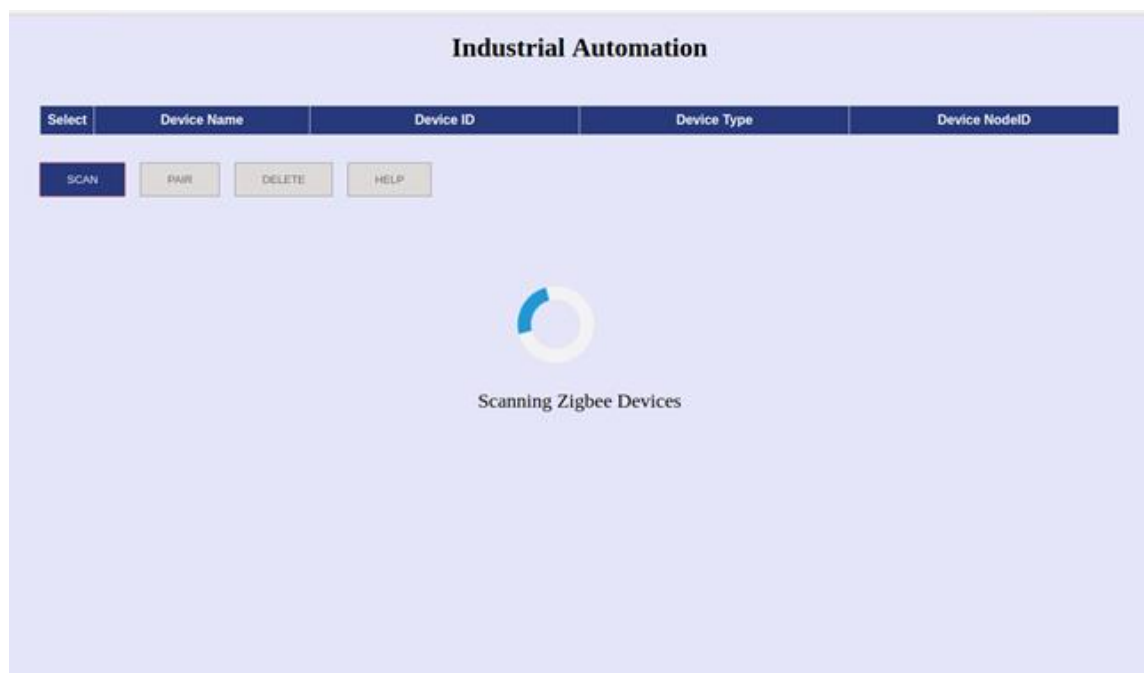 Industrial Automation
Select Device Name Device ID Device Type Device NodeID
SCAN PAIR DELETE HELP
Scanning Zigbee Devices